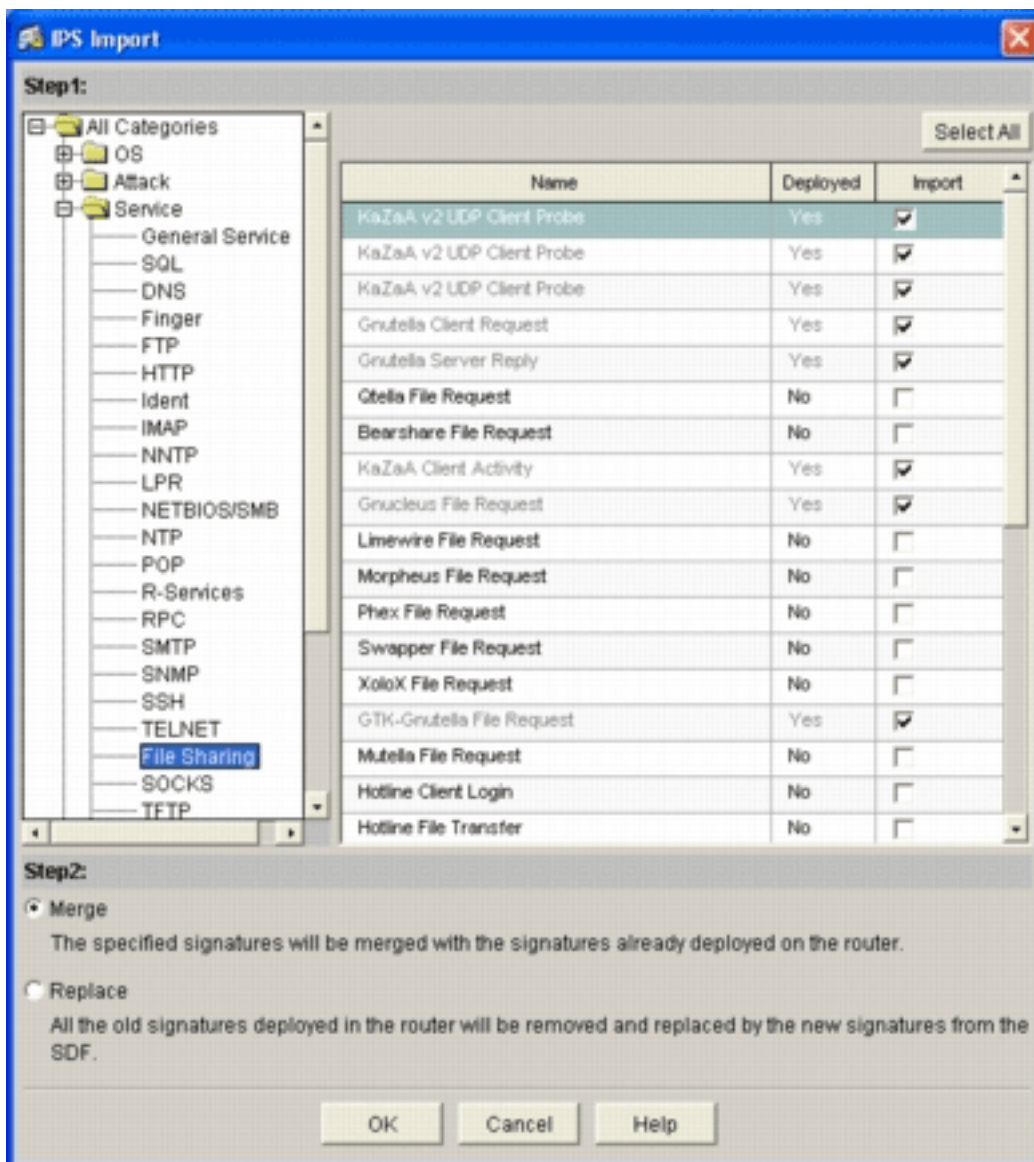 IPS Import
Step1:
All Categories
OS
Attack
Service
General Service
SQL
DNS
Finger
FTP
HTTP
Ident
IMAP
NNTP
LPR
NETBIOS/SMB
NTP
POP
R-Services
RPC
SMTP
SNMP
SSH
TELNET
File Sharing
SOCKS
TFTP
Select All
Name Deployed Import
KaZaA v2 UDP Client Probe Yes
KaZaA v2 UDP Client Probe Yes
KaZaA v2 UDP Client Probe Yes
Gnutella Client Request Yes
Gnutella Server Reply Yes
Qtella File Request No
Bearshare File Request No
KaZaA Client Activity Yes
Gnucleus File Request Yes
Limewire File Request No
Morpheus File Request No
Phex File Request No
Swapper File Request No
XoloX File Request No
GTK-Gnutella File Request Yes
Mutella File Request No
Hotline Client Login No
Hotline File Transfer No
Step2:
Merge
The specified signatures will be merged with the signatures already deployed on the router.
Replace
All the old signatures deployed in the router will be removed and replaced by the new signatures from the
SDF.
OK Cancel Help